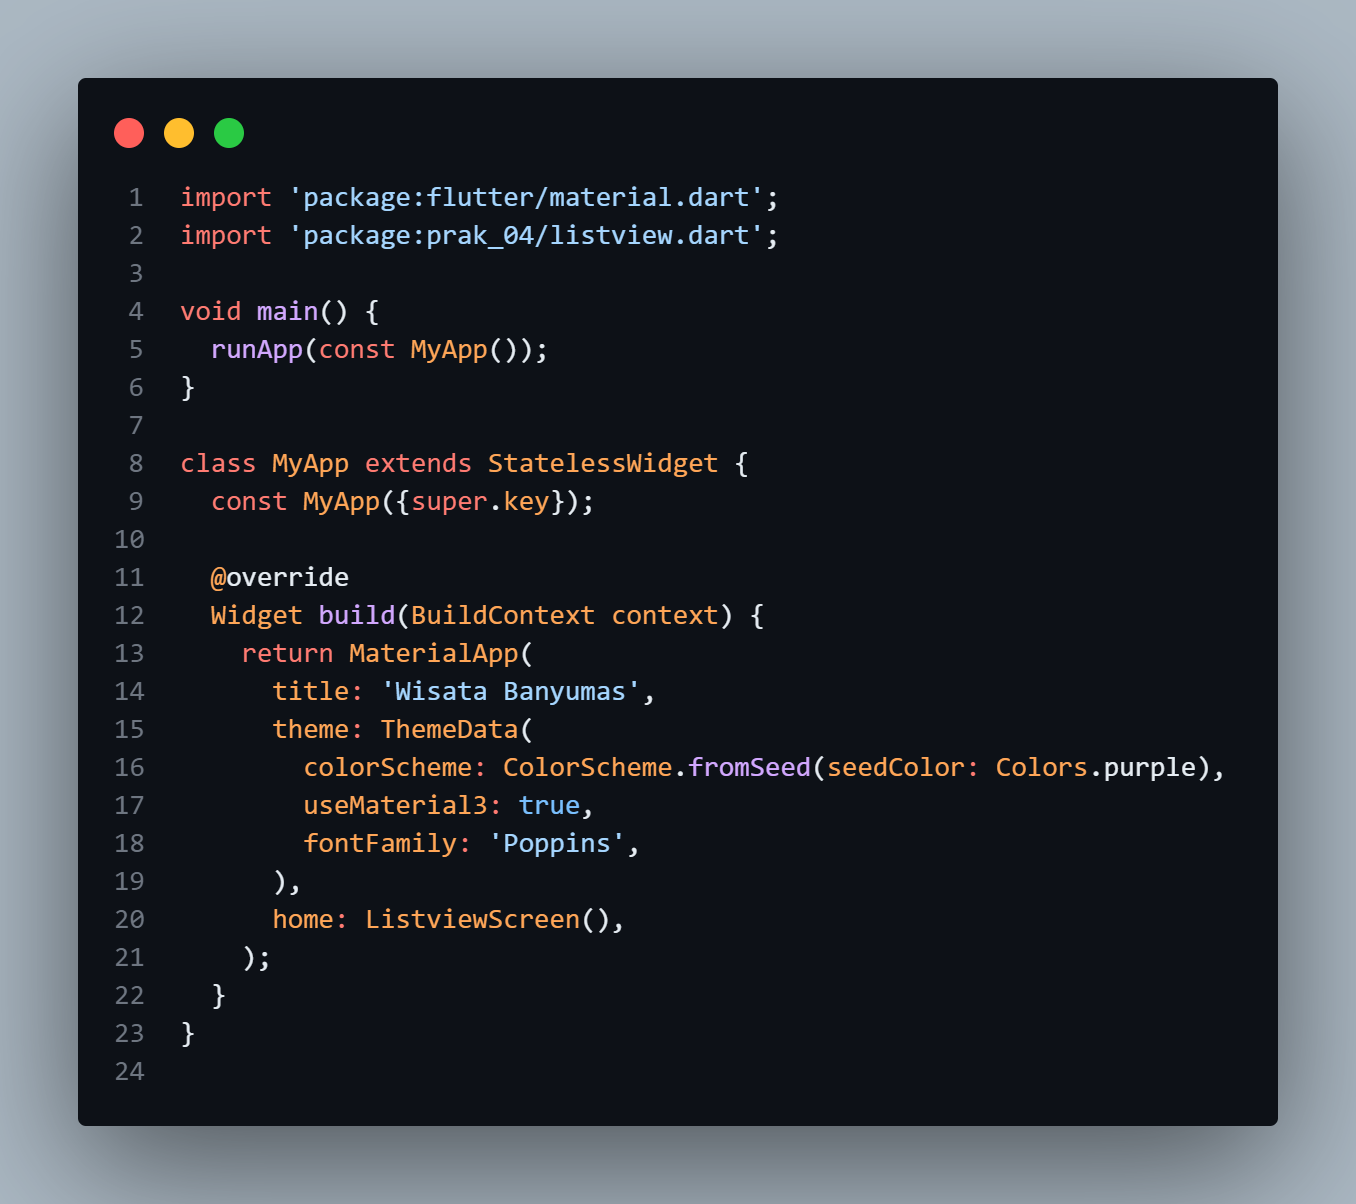 1 import 'package:flutter/material.dart';
2 import 'package:prak_04/listview.dart';
3
4 void main() {
5   runApp(const MyApp());
6 }
7
8 class MyApp extends StatelessWidget {
9   const MyApp({super.key});
10
11   @override
12   Widget build(BuildContext context) {
13     return MaterialApp(
14       title: 'Wisata Banyumas',
15       theme: ThemeData(
16         colorScheme: ColorScheme.fromSeed(seedColor: Colors.purple),
17         useMaterial3: true,
18         fontFamily: 'Poppins',
19       ),
20       home: ListviewScreen(),
21     );
22   }
23 }
24